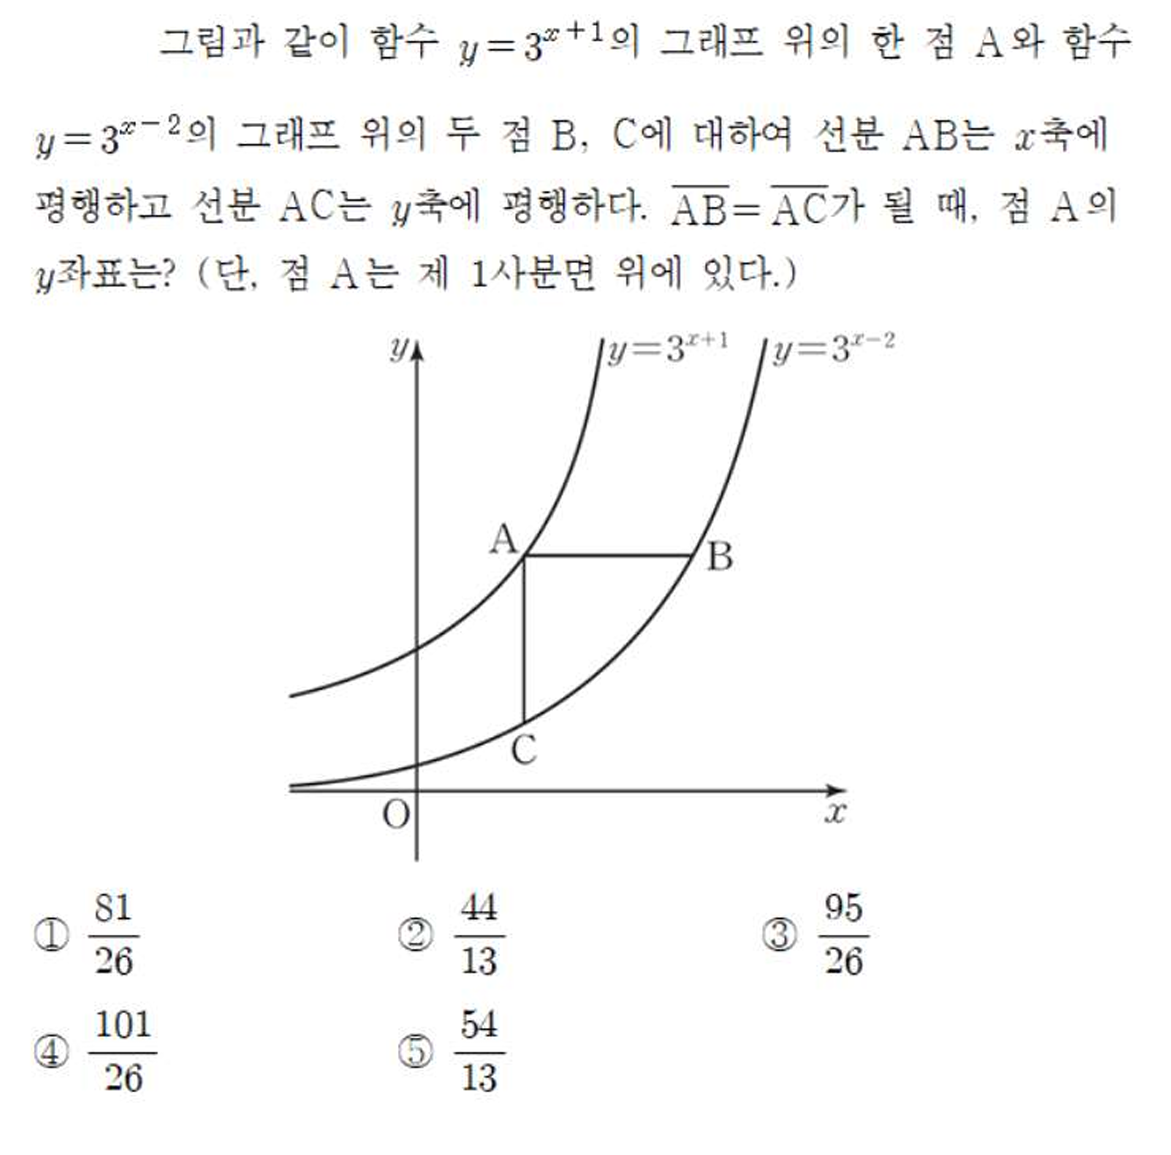 그림과 같이 함수 y=3^{x+1}의 그래프 위의 한 점 A와 함수
y=3^{x-2}의 그래프 위의 두 점 B, C에 대하여 선분 AB는 x축에
평행하고 선분 AC는 y축에 평행하다. \overline{AB}=\overline{AC}가 될 때, 점 A의
y좌표는? (단, 점 A는 제 1사분면 위에 있다.)
y y=3^{x+1} y=3^{x-2}
A B
C
O x
① 81/26 ② 44/13 ③ 95/26
④ 101/26 ⑤ 54/13